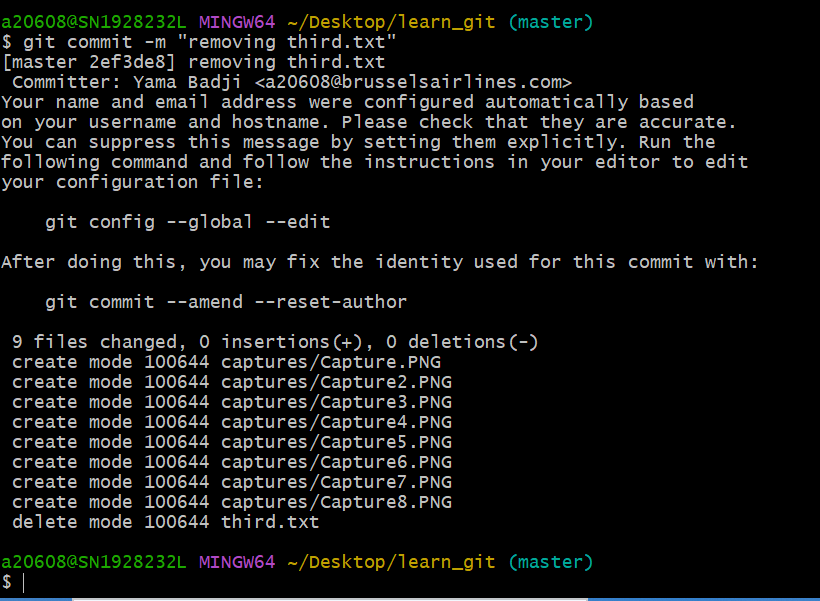 a20608@SN1928232L MINGW64 ~/Desktop/learn_git (master)
$ git commit -m "removing third.txt"
[master 2ef3de8] removing third.txt
 Committer: Yama Badji <a20608@brusselsairlines.com>
Your name and email address were configured automatically based
on your username and hostname. Please check that they are accurate.
You can suppress this message by setting them explicitly. Run the
following command and follow the instructions in your editor to edit
your configuration file:

    git config --global --edit

After doing this, you may fix the identity used for this commit with:

    git commit --amend --reset-author

 9 files changed, 0 insertions(+), 0 deletions(-)
 create mode 100644 captures/Capture.PNG
 create mode 100644 captures/Capture2.PNG
 create mode 100644 captures/Capture3.PNG
 create mode 100644 captures/Capture4.PNG
 create mode 100644 captures/Capture5.PNG
 create mode 100644 captures/Capture6.PNG
 create mode 100644 captures/Capture7.PNG
 create mode 100644 captures/Capture8.PNG
 delete mode 100644 third.txt

a20608@SN1928232L MINGW64 ~/Desktop/learn_git (master)
$